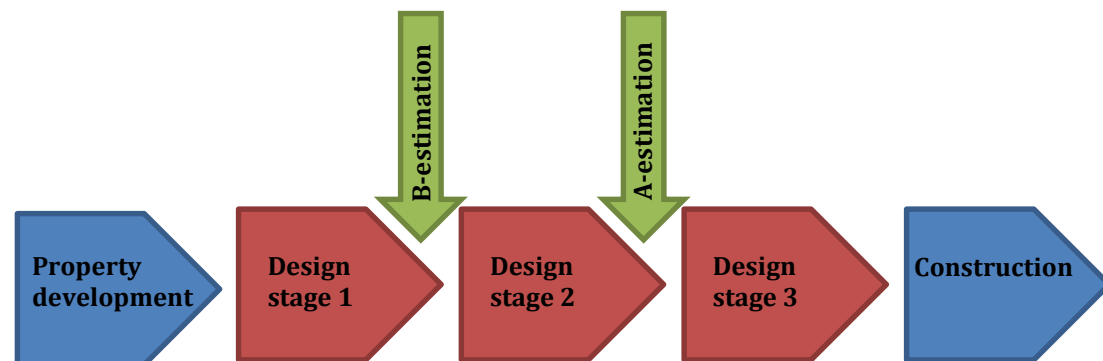 B-estimation
A-estimation
Property
development
Design
stage 1
Design
stage 2
Design
stage 3
Construction